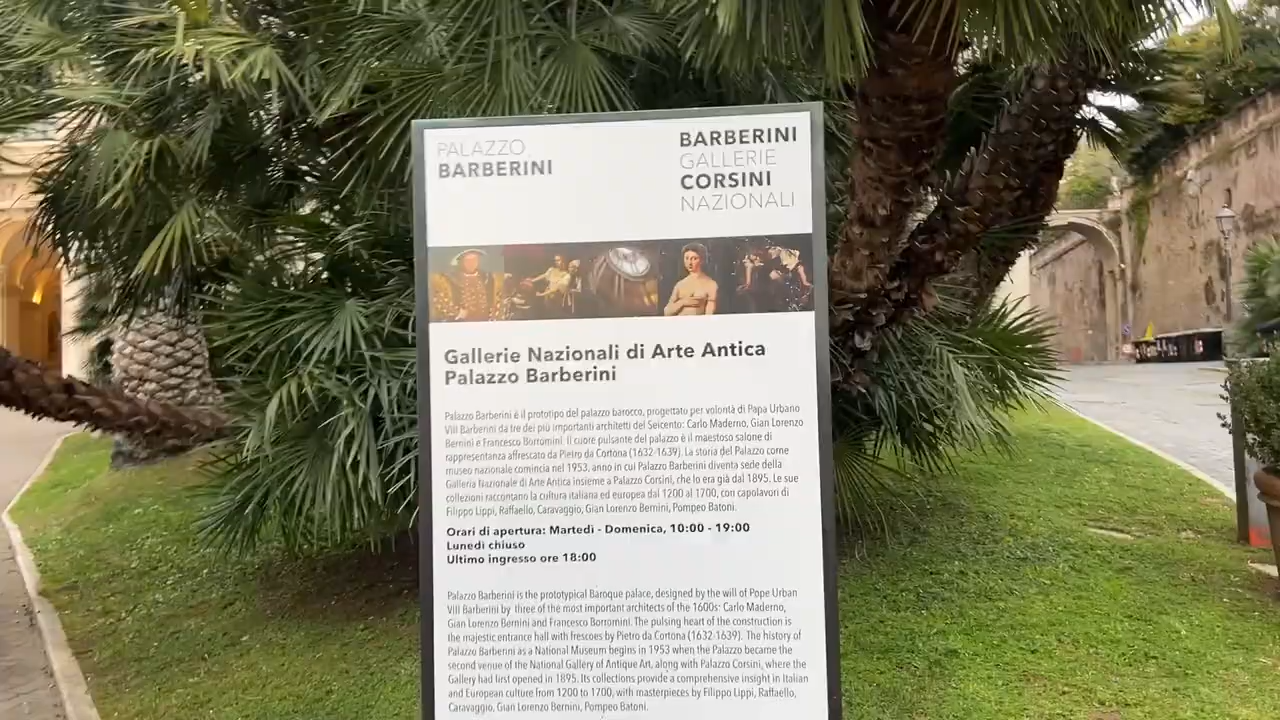 PALAZZO
BARBERINI
BARBERINI
GALLERIE
CORSINI
NAZIONALI
Gallerie Nazionali di Arte Antica
Palazzo Barberini
Palazzo Barberini è il prototipo del palazzo barocco, progettato per volontà di Papa Urbano
VIII Barberini da tre dei più importanti architetti del Seicento: Carlo Maderno, Gian Lorenzo
Bernini e Francesco Borromini. Il cuore pulsante del palazzo è il maestoso salone di
rappresentanza affrescato da Pietro da Cortona (1632-1639). La storia del Palazzo come
museo nazionale comincia nel 1953, anno in cui Palazzo Barberini diventa sede della
Galleria Nazionale di Arte Antica insieme a Palazzo Corsini, che lo era già dal 1895. Le sue
collezioni raccontano la cultura italiana ed europea dal 1200 al 1700, con capolavori di
Filippo Lippi, Raffaello, Caravaggio, Gian Lorenzo Bernini, Pompeo Batoni.
Orari di apertura: Martedì - Domenica, 10:00 - 19:00
Lunedì chiuso
Ultimo ingresso ore 18:00
Palazzo Barberini is the prototypical Baroque palace, designed by the will of Pope Urban
VIII Barberini by three of the most important architects of the 1600s: Carlo Maderno,
Gian Lorenzo Bernini and Francesco Borromini. The pulsing heart of the construction is
the majestic entrance hall with frescoes by Pietro da Cortona (1632-1639). The history of
Palazzo Barberini as a National Museum begins in 1953 when the Palazzo became the
second venue of the National Gallery of Antique Art, along with Palazzo Corsini, where the
Gallery had first opened in 1895. Its collections provide a comprehensive insight in Italian
and European culture from 1200 to 1700, with masterpieces by Filippo Lippi, Raffaello,
Caravaggio, Gian Lorenzo Bernini, Pompeo Batoni.